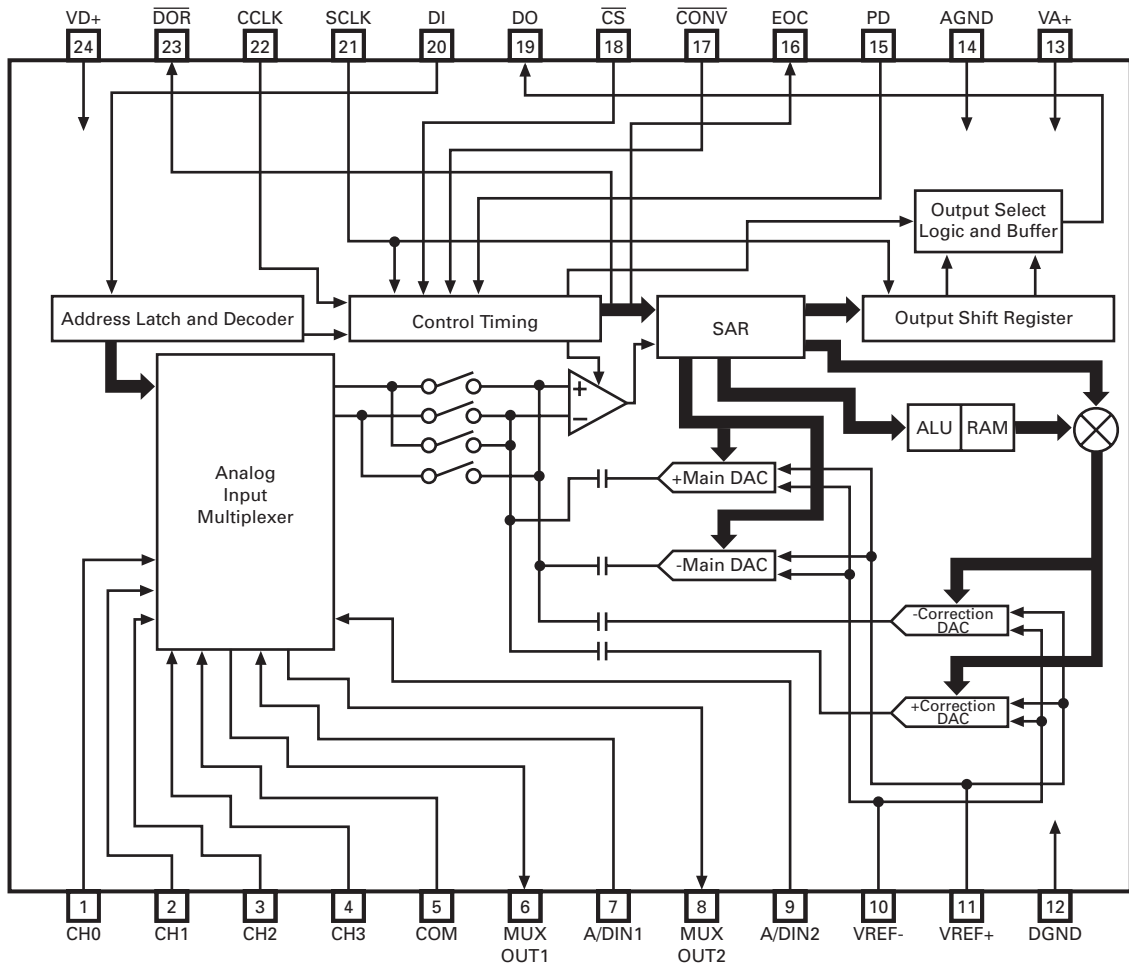 VD+ D̅O̅R̅ CCLK SCLK DI DO C̅S̅ C̅O̅N̅V̅ EOC PD AGND VA+
24 23 22 21 20 19 18 17 16 15 14 13
Output Select
Logic and Buffer
Address Latch and Decoder
Control Timing
SAR
Output Shift Register
+
−
ALU RAM
Analog
Input
Multiplexer
+Main DAC
-Main DAC
-Correction
DAC
+Correction
DAC
1 2 3 4 5 6 7 8 9 10 11 12
CH0 CH1 CH2 CH3 COM MUX A/DIN1 MUX A/DIN2 VREF- VREF+ DGND
OUT1 OUT2